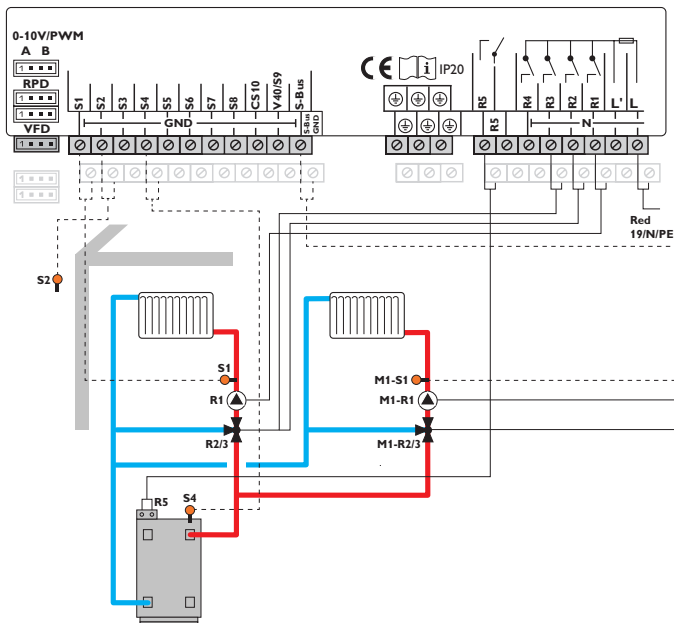 0-10V/PWM
A B
RPD
VFD
S1 S2 S3 S4 S5 S6 S7 S8 CS10 V40/S9 S-Bus
GND
S-Bus
GND
CE i IP20
R5 R5 R4 R3 R2 R1 L' L
N
Red
19/N/PE
S2
S1
M1-S1
R1
M1-R1
R2/3
M1-R2/3
R5
S4